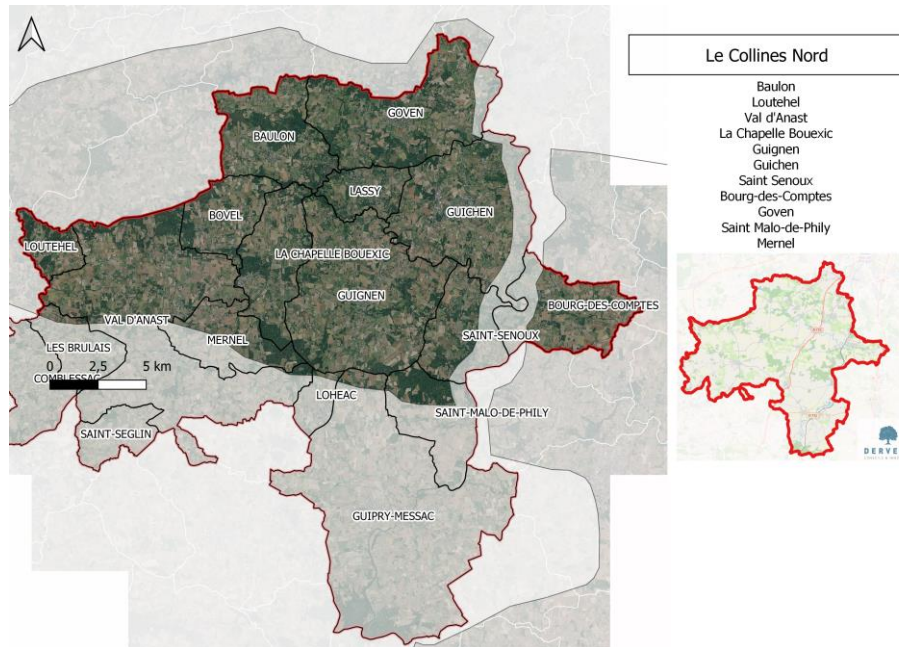 Le Collines Nord
Baulon
Loutehel
Val d'Anast
La Chapelle Bouexic
Guignen
Guichen
Saint Senoux
Bourg-des-Comptes
Goven
Saint Malo-de-Phily
Mernel
GOVEN
BAULON
LASSY
BOVEL
GUICHEN
LOUTEHEL
LA CHAPELLE BOUEXIC
GUIGNEN
BOURG-DES-COMPTES
VAL D'ANAST
SAINT-SENOUX
MERNEL
LES BRULAIS
COMBLESSAC
0 2,5 5 km
LOHEAC
SAINT-MALO-DE-PHILY
SAINT-SEGLIN
GUIPRY-MESSAC